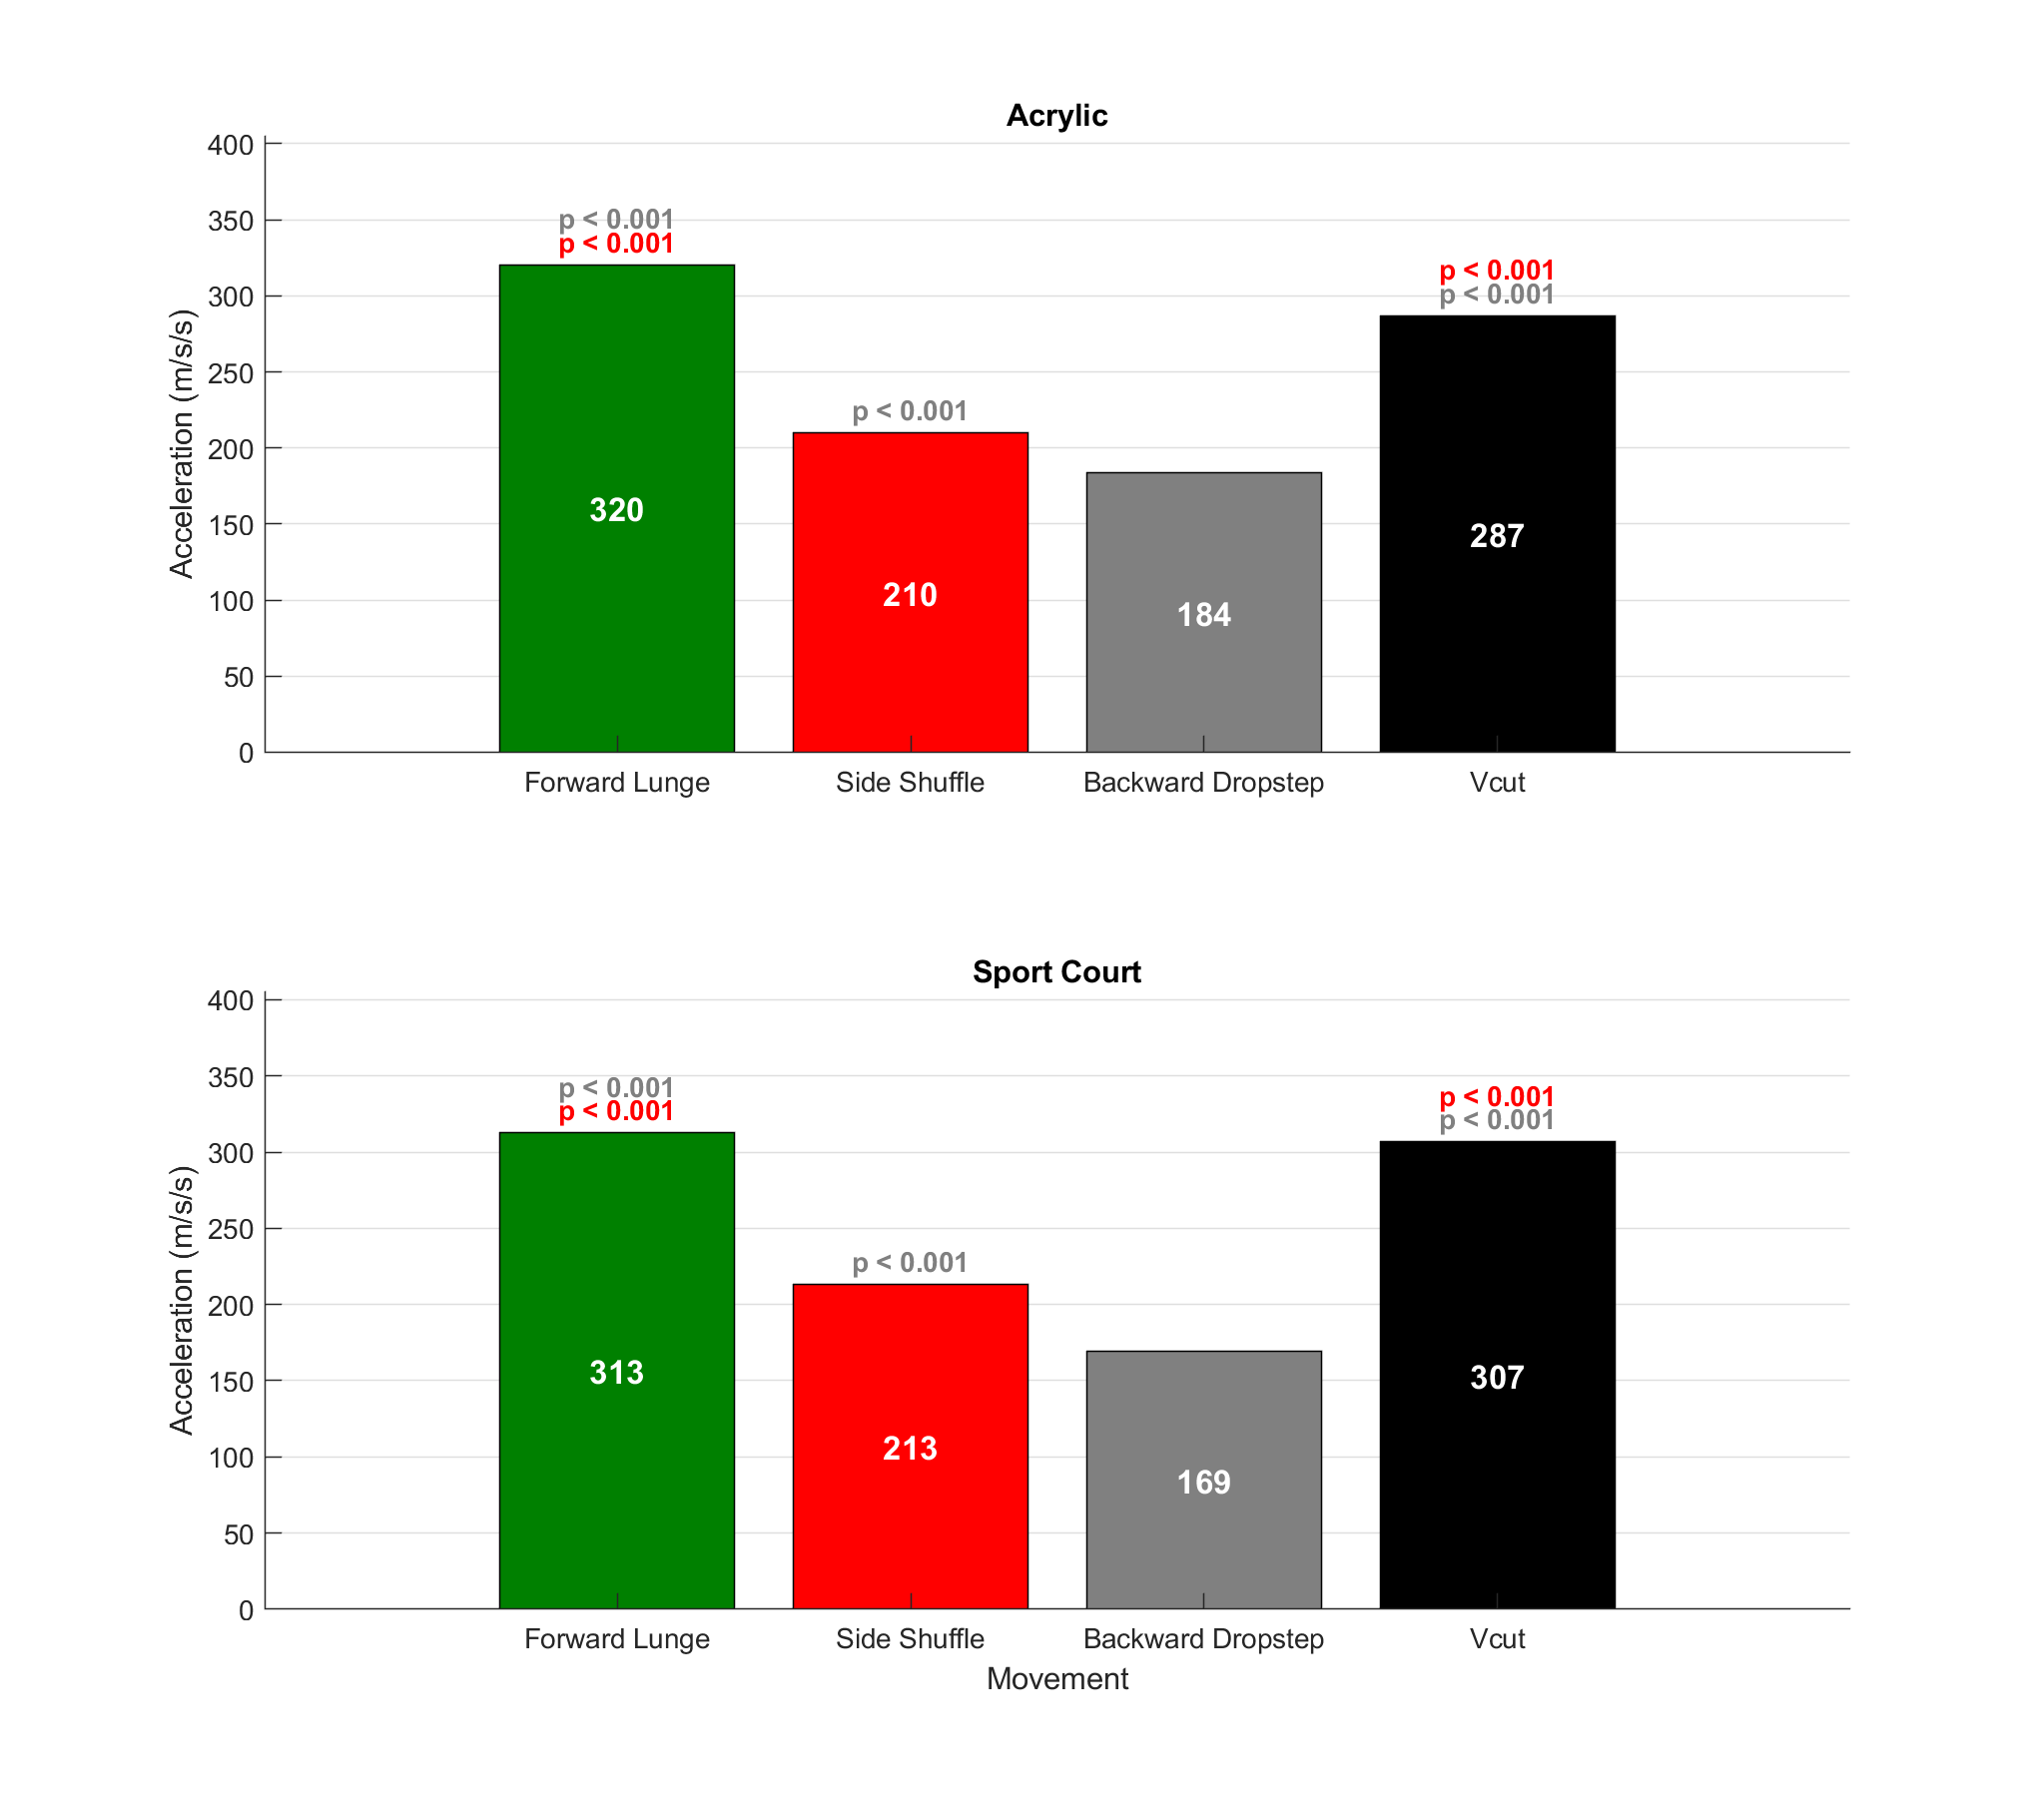 Acrylic
400
350
300
250
200
150
100
50
0
Acceleration (m/s/s)
p < 0.001
p < 0.001
320
p < 0.001
210
184
p < 0.001
p < 0.001
287
Forward Lunge
Side Shuffle
Backward Dropstep
Vcut
Sport Court
400
350
300
250
200
150
100
50
0
Acceleration (m/s/s)
p < 0.001
p < 0.001
313
p < 0.001
213
169
p < 0.001
p < 0.001
307
Forward Lunge
Side Shuffle
Backward Dropstep
Vcut
Movement